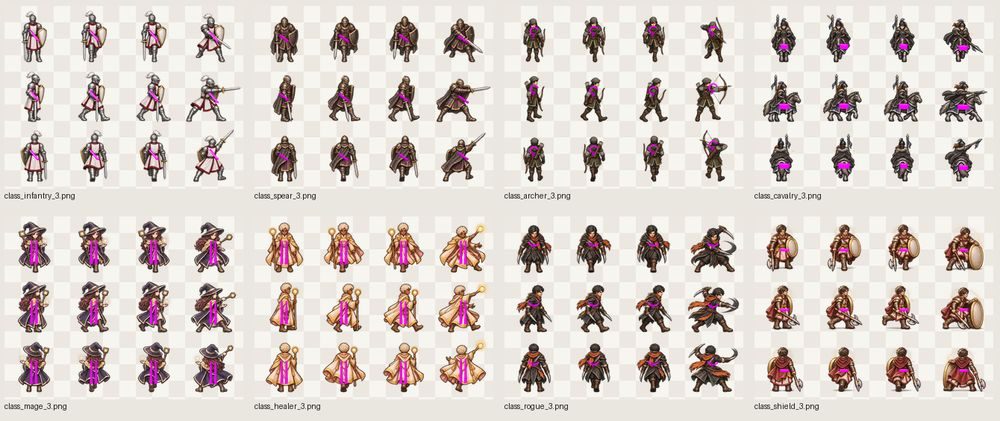 class_infantry_3.png
class_spear_3.png
class_archer_3.png
class_cavalry_3.png
class_mage_3.png
class_healer_3.png
class_rogue_3.png
class_shield_3.png